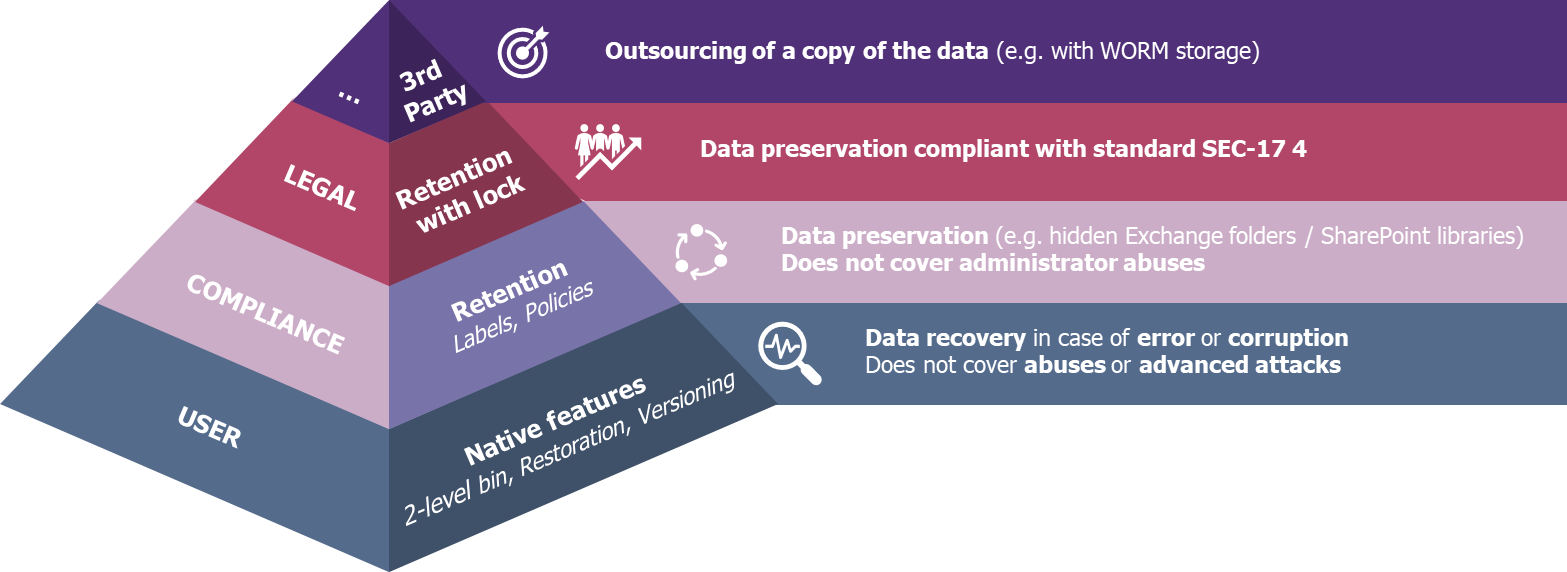 ...
3rd
Party
Outsourcing of a copy of the data (e.g. with WORM storage)
LEGAL
Retention
with lock
Data preservation compliant with standard SEC-17 4
COMPLIANCE
Retention
Labels, Policies
Data preservation (e.g. hidden Exchange folders / SharePoint libraries)
Does not cover administrator abuses
USER
Native features
2-level bin, Restoration, Versioning
Data recovery in case of error or corruption
Does not cover abuses or advanced attacks